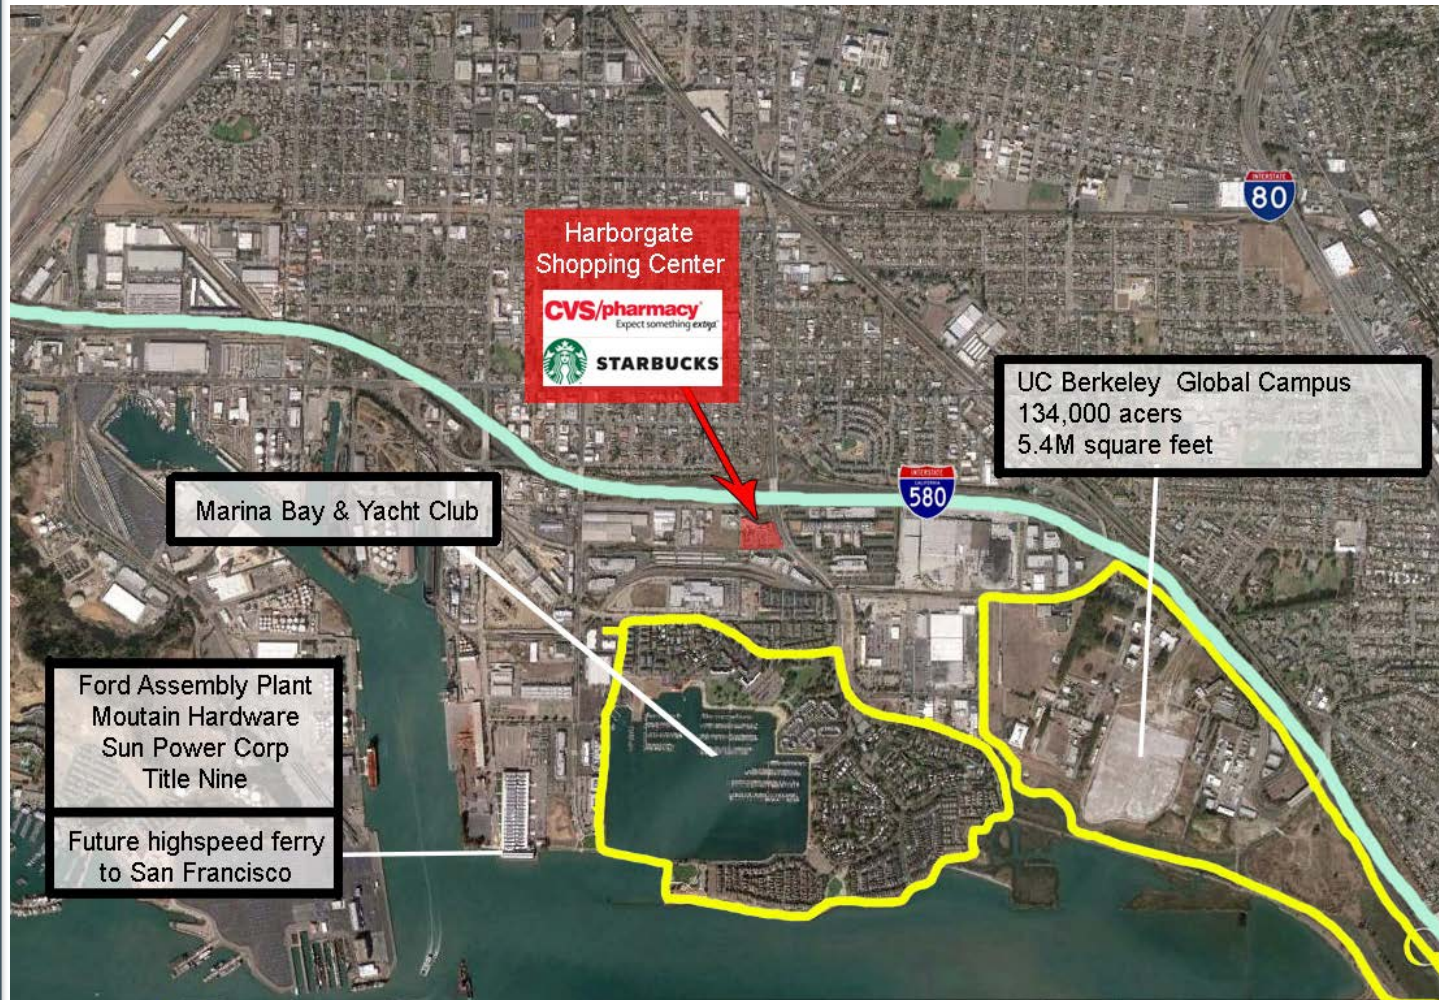 INTERSTATE
80
Harborgate
Shopping Center
CVS/pharmacy
Expect something extra.
STARBUCKS
UC Berkeley  Global Campus
134,000 acers
5.4M square feet
INTERSTATE
CALIFORNIA
580
Marina Bay & Yacht Club
Ford Assembly Plant
Moutain Hardware
Sun Power Corp
Title Nine
Future highspeed ferry
to San Francisco